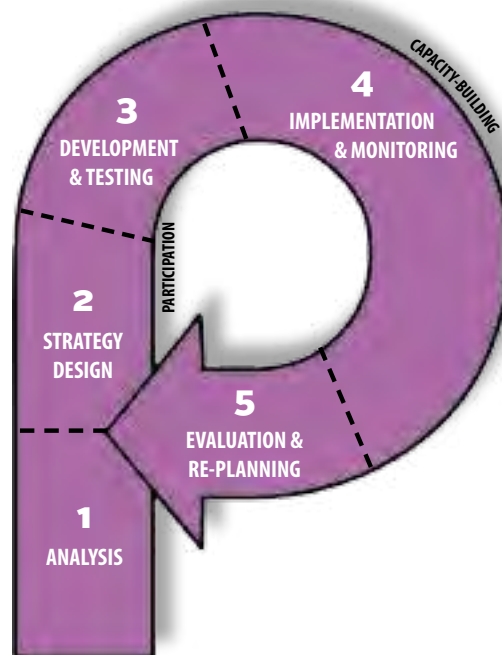 1
ANALYSIS
2
STRATEGY
DESIGN
3
DEVELOPMENT
& TESTING
4
IMPLEMENTATION
& MONITORING
5
EVALUATION &
RE-PLANNING
PARTICIPATION
CAPACITY-BUILDING